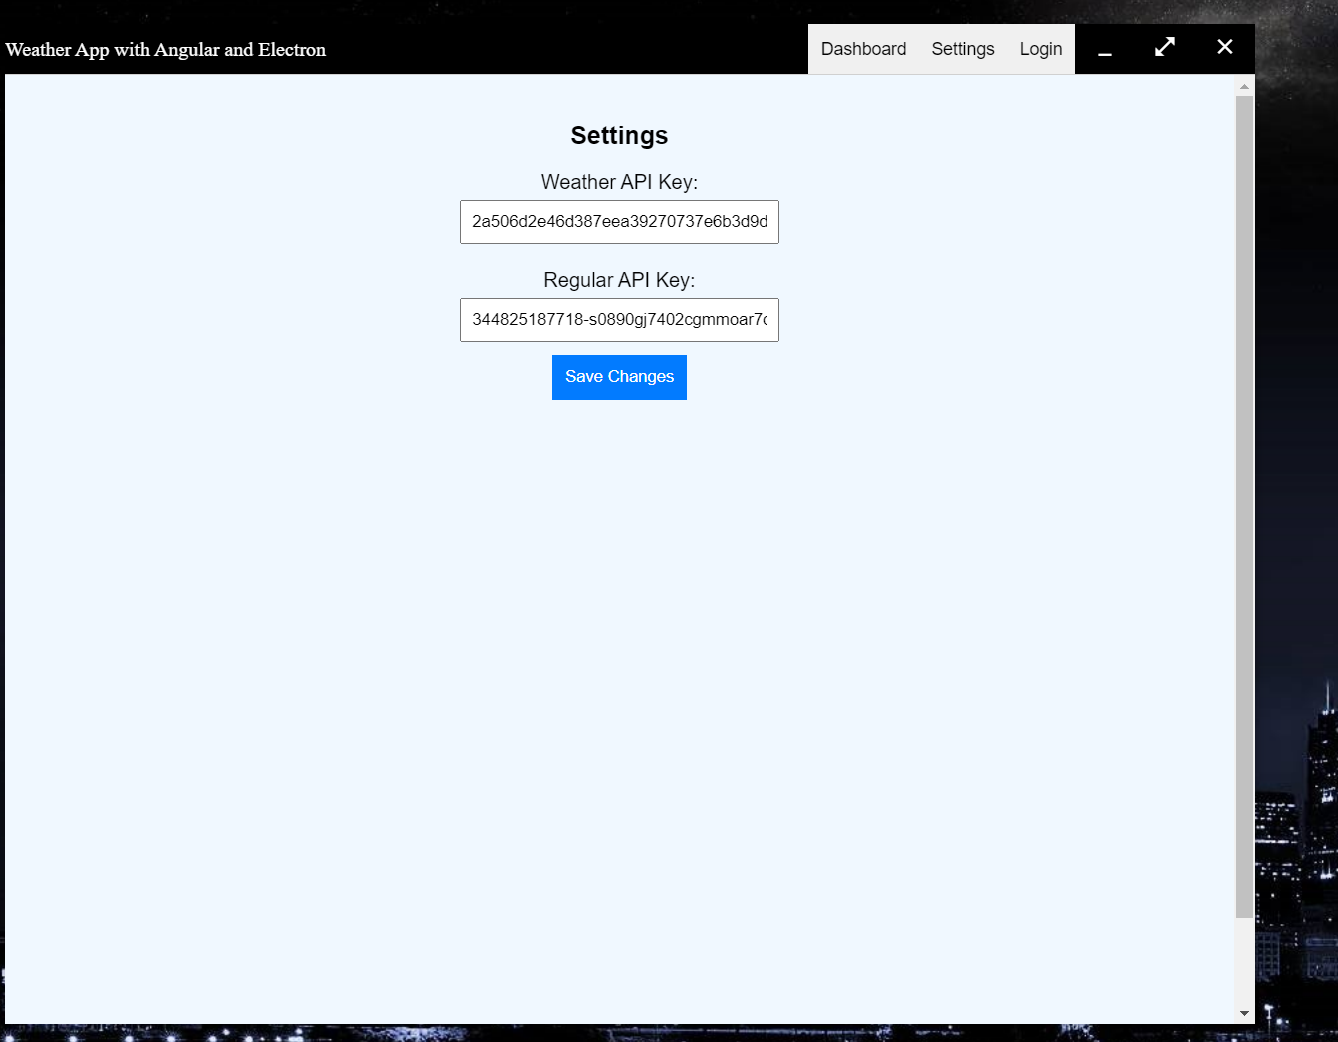 Weather App with Angular and Electron
Dashboard Settings Login
Settings
Weather API Key:
2a506d2e46d387eea39270737e6b3d9d
Regular API Key:
344825187718-s0890gj7402cgmmoar7
Save Changes